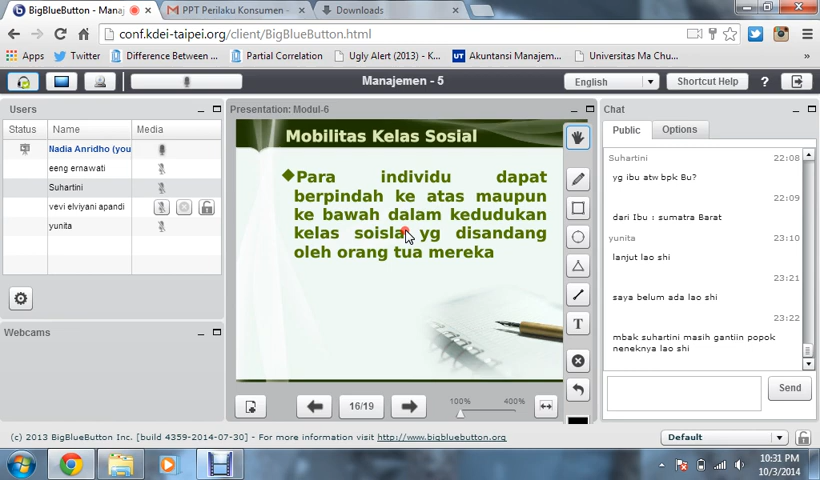 BigBlueButton - Manaj
PPT Perilaku Konsumen -
Downloads
conf.kdei-taipei.org/client/BigBlueButton.html
Apps
Twitter
Difference Between ...
Partial Correlation
Ugly Alert (2013) - K...
UT Akuntansi Manajem...
Universitas Ma Chu...
Manajemen - 5
English
Shortcut Help
?
Users
Status Name Media
Nadia Anridho (you
eeng ernawati
Suhartini
vevi elviyani apandi
yunita
Webcams
Presentation: Modul-6
Mobilitas Kelas Sosial
Para individu dapat
berpindah ke atas maupun
ke bawah dalam kedudukan
kelas soisla yg disandang
oleh orang tua mereka
T
16/19
100% 400%
Chat
Public Options
Suhartini 22:08
yg ibu atw bpk Bu?
22:09
dari Ibu : sumatra Barat
yunita 23:10
lanjut lao shi
23:21
saya belum ada lao shi
23:22
mbak suhartini masih gantiin popok
neneknya lao shi
Send
(c) 2013 BigBlueButton Inc. [build 4359-2014-07-30] - For more information visit http://www.bigbluebutton.org
Default
10:31 PM
10/3/2014